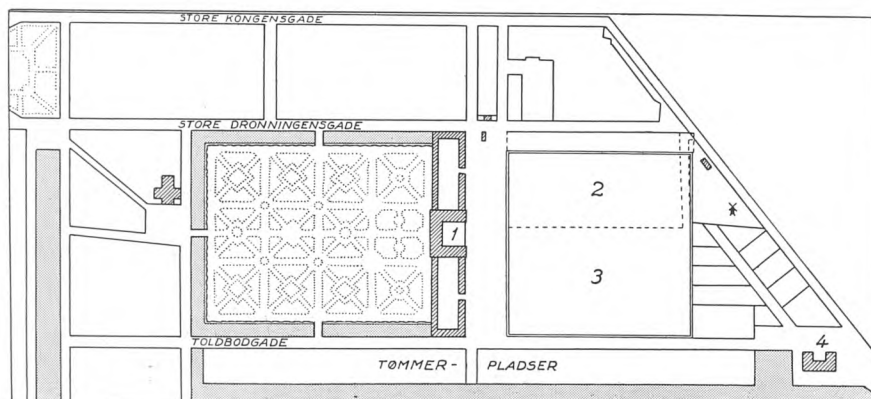 STORE KONGENSGADE
STORE DRONNINGENSGADE
2
1
3
TOLDBODGADE
4
TØMMER - PLADSER